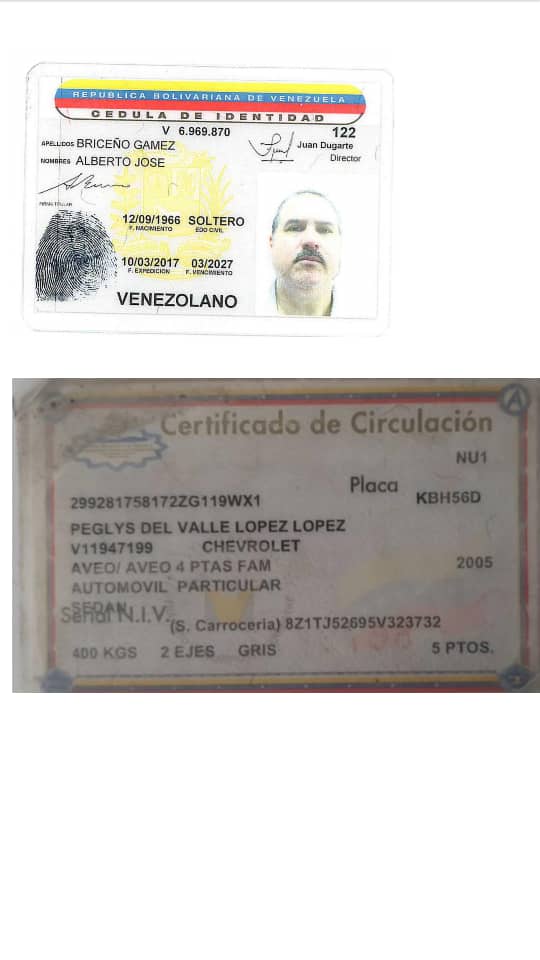 REPUBLICA BOLIVARIANA DE VENEZUELA
CEDULA DE IDENTIDAD
V 6.969.870 122
APELLIDOS BRICEÑO GAMEZ Juan Dugarte
Director
NOMBRES ALBERTO JOSE
FIRMA TITULAR
12/09/1966 SOLTERO
F. NACIMIENTO EDO CIVIL
10/03/2017 03/2027
F. EXPEDICION F. VENCIMIENTO
VENEZOLANO
Certificado de Circulación
NU1
Placa KBH56D
299281758172ZG119WX1
PEGLYS DEL VALLE LOPEZ LOPEZ
V11947199 CHEVROLET
AVEO/ AVEO 4 PTAS FAM 2005
AUTOMOVIL PARTICULAR
SEDAN
Serial N.I.V. (S. Carroceria) 8Z1TJ52695V323732
400 KGS 2 EJES GRIS 5 PTOS.